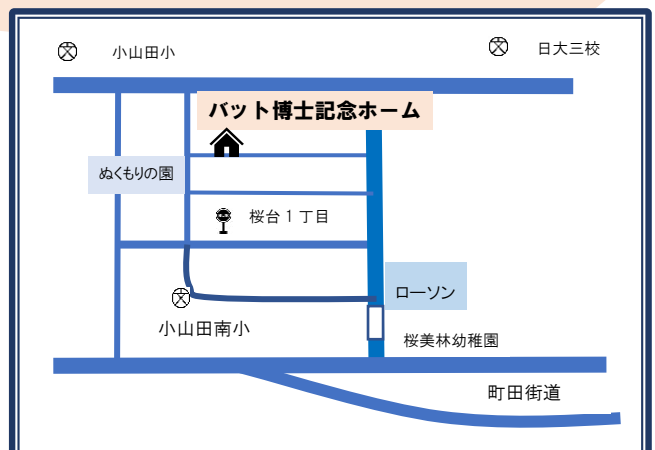 小山田小
日大三校
バット博士記念ホーム
ぬくもりの園
桜台１丁目
ローソン
小山田南小
桜美林幼稚園
町田街道